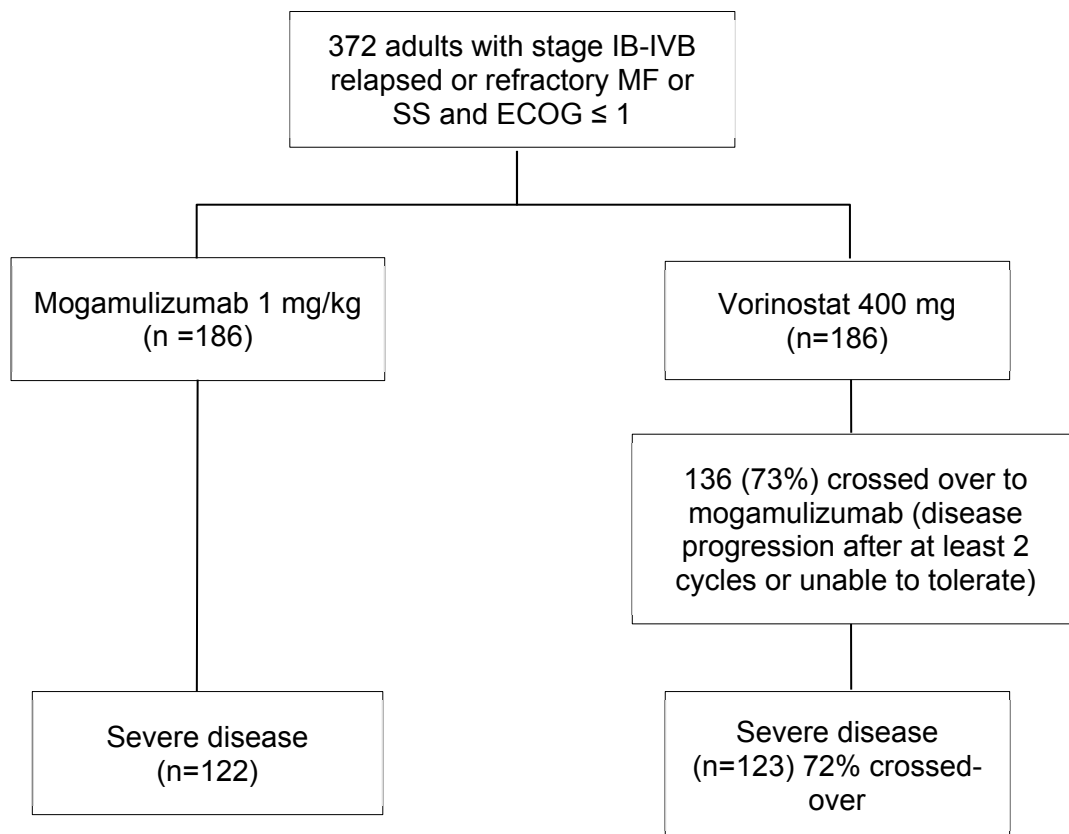 372 adults with stage IB-IVB
relapsed or refractory MF or
SS and ECOG ≤ 1
Mogamulizumab 1 mg/kg
(n =186)
Vorinostat 400 mg
(n=186)
136 (73%) crossed over to
mogamulizumab (disease
progression after at least 2
cycles or unable to tolerate)
Severe disease
(n=122)
Severe disease
(n=123) 72% crossed-
over